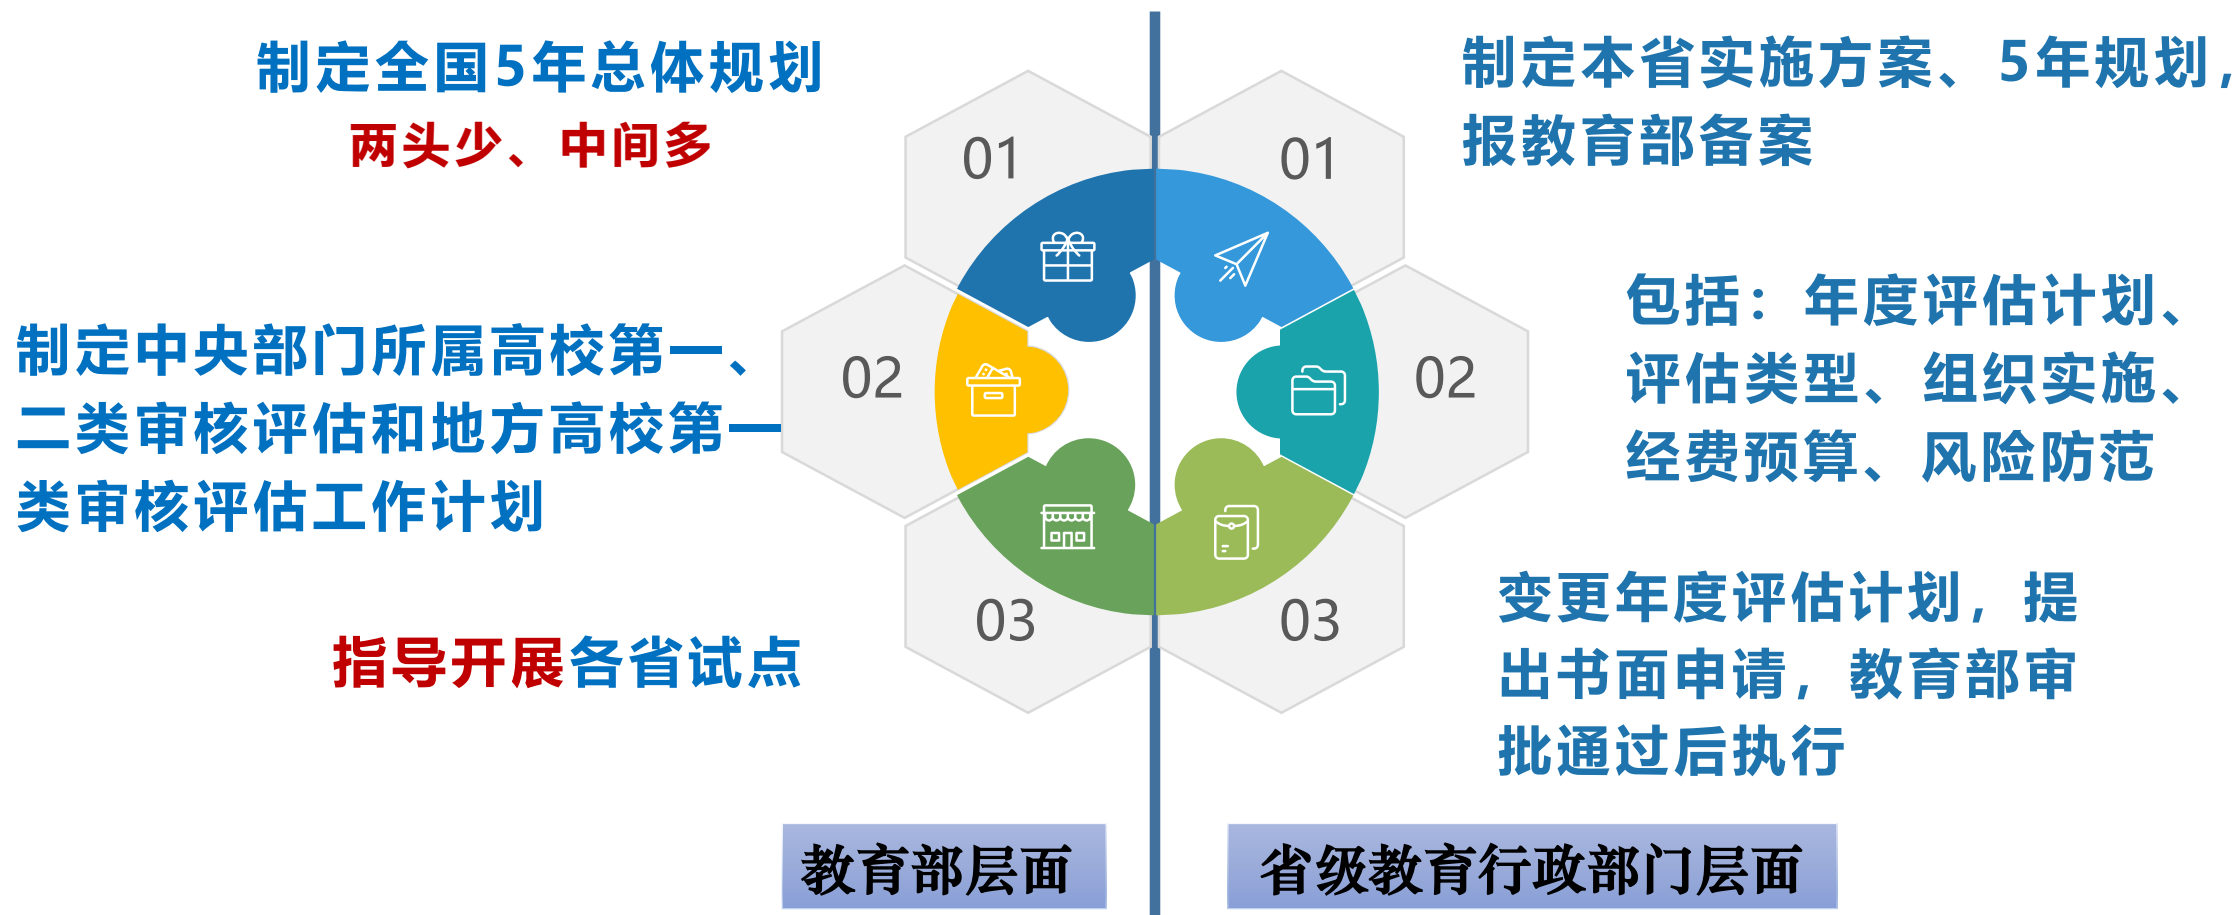 制定全国5年总体规划
两头少、中间多
01
制定中央部门所属高校第一、
二类审核评估和地方高校第一
类审核评估工作计划
02
指导开展各省试点
03
教育部层面
01
制定本省实施方案、5年规划,
报教育部备案
02
包括：年度评估计划、
评估类型、组织实施、
经费预算、风险防范
03
变更年度评估计划，提
出书面申请，教育部审
批通过后执行
省级教育行政部门层面